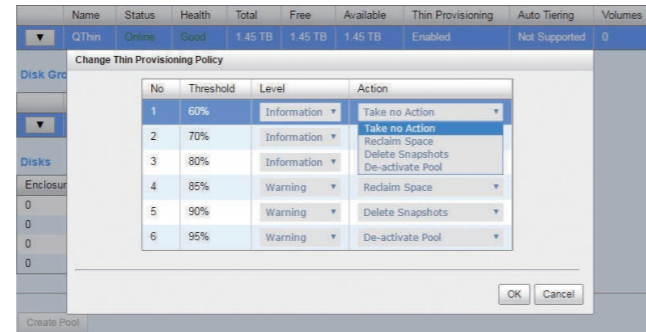 Name Status Health Total Free Available Thin Provisioning Auto Tiering Volumes
▼ QThin Online Good 1.45 TB 1.45 TB 1.45 TB Enabled Not Supported 0
Change Thin Provisioning Policy
Disk Gro
No Threshold Level Action
1 60% Information ▼ Take no Action ▼
Take no Action
Reclaim Space
Delete Snapshots
De-activate Pool
2 70% Information ▼
3 80% Information ▼
4 85% Warning ▼ Reclaim Space ▼
5 90% Warning ▼ Delete Snapshots ▼
6 95% Warning ▼ De-activate Pool ▼
▼
Disks
Enclosur
0
0
0
0
OK Cancel
Create Pool